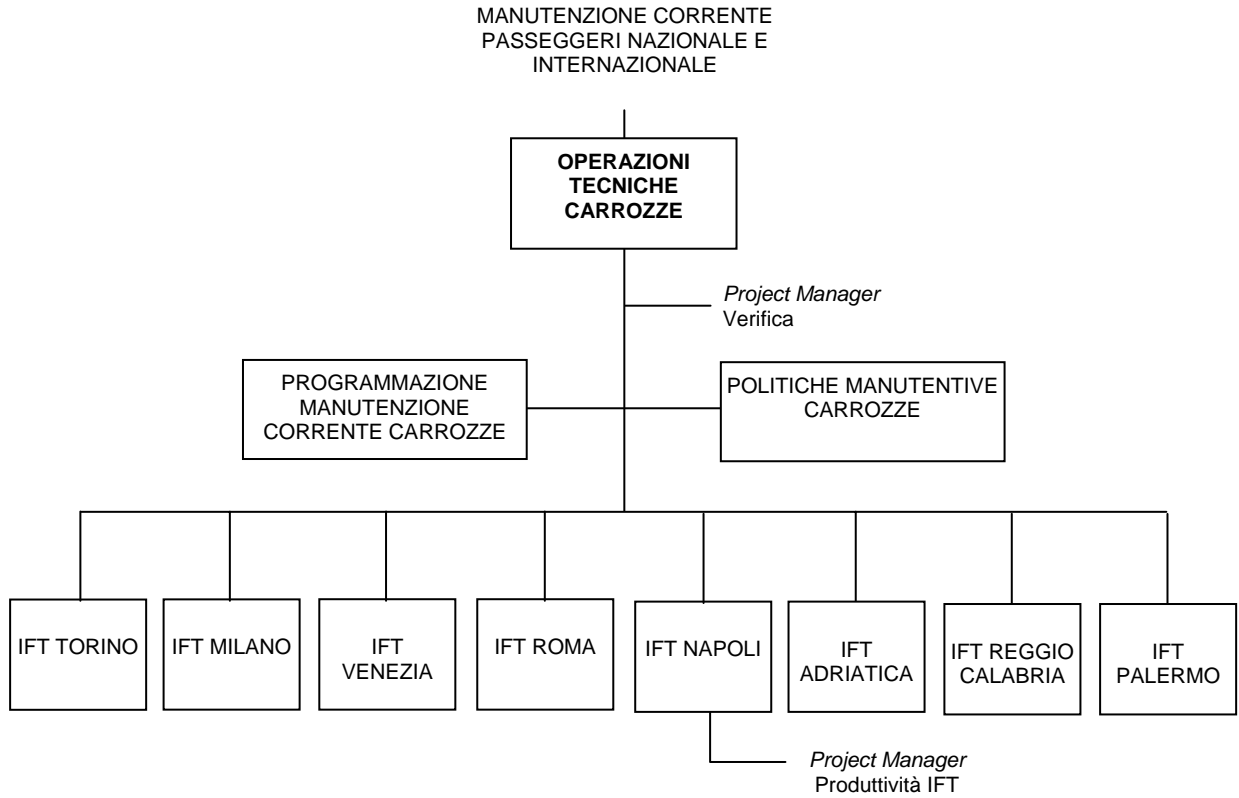 MANUTENZIONE CORRENTE
PASSEGGERI NAZIONALE E
INTERNAZIONALE
OPERAZIONI
TECNICHE
CARROZZE
Project Manager
Verifica
PROGRAMMAZIONE
MANUTENZIONE
CORRENTE CARROZZE
POLITICHE MANUTENTIVE
CARROZZE
IFT TORINO
IFT MILANO
IFT
VENEZIA
IFT ROMA
IFT NAPOLI
IFT
ADRIATICA
IFT REGGIO
CALABRIA
IFT
PALERMO
Project Manager
Produttività IFT